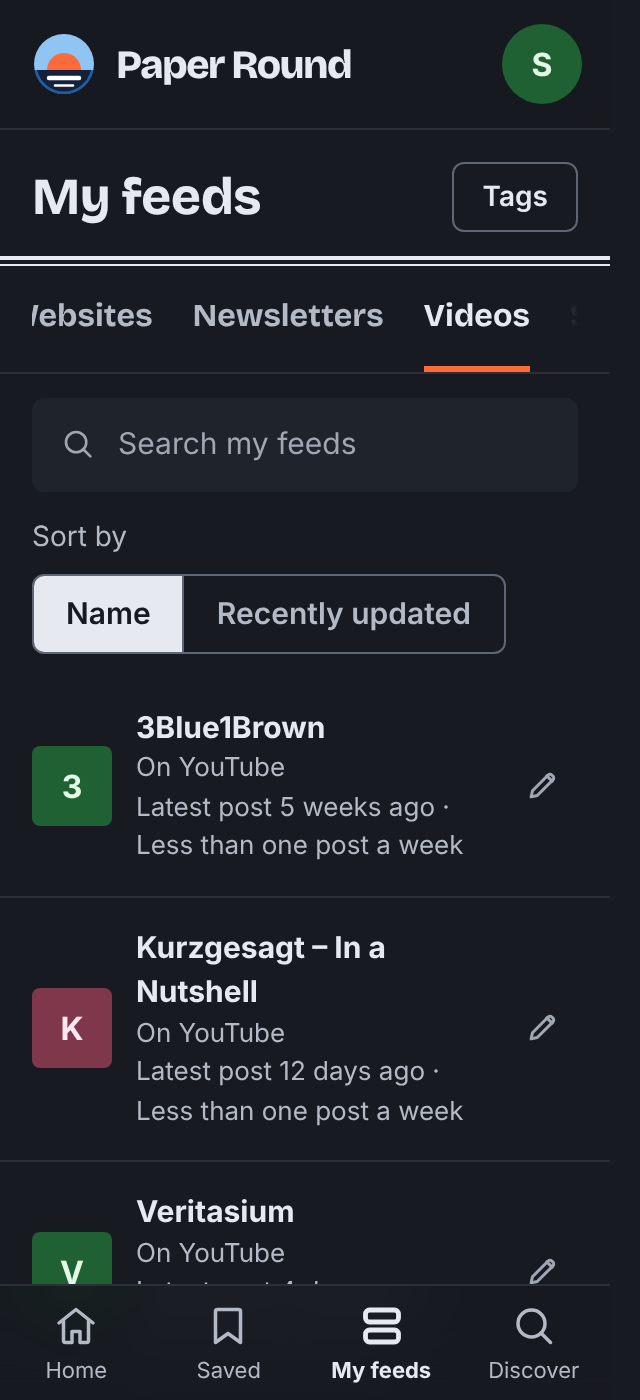 Paper Round
S
My feeds
Tags
Websites
Newsletters
Videos
Search my feeds
Sort by
Name
Recently updated
3
3Blue1Brown
On YouTube
Latest post 5 weeks ago ·
Less than one post a week
K
Kurzgesagt – In a
Nutshell
On YouTube
Latest post 12 days ago ·
Less than one post a week
V
Veritasium
On YouTube
Home
Saved
My feeds
Discover